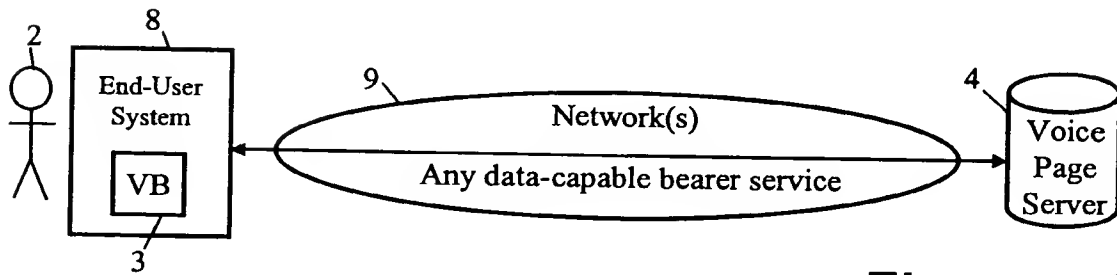 2
8
End-User
System
VB
3
9
Network(s)
Any data-capable bearer service
4
Voice
Page
Server